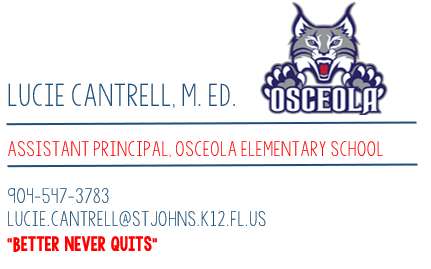 OSCEOLA
LUCIE CANTRELL, M. ED.
ASSISTANT PRINCIPAL, OSCEOLA ELEMENTARY SCHOOL
904-547-3783
LUCIE.CANTRELL@STJOHNS.K12.FL.US
"BETTER NEVER QUITS"